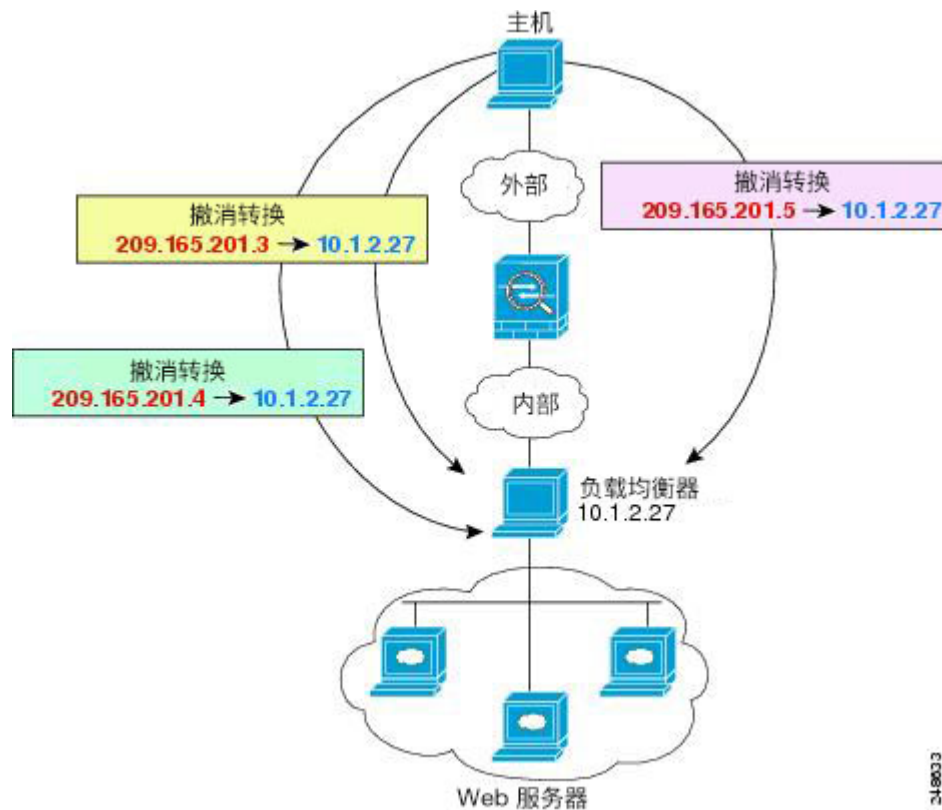 主机
外部
撤消转换
209.165.201.5 → 10.1.2.27
撤消转换
209.165.201.3 → 10.1.2.27
撤消转换
209.165.201.4 → 10.1.2.27
内部
负载均衡器
10.1.2.27
Web 服务器
248633